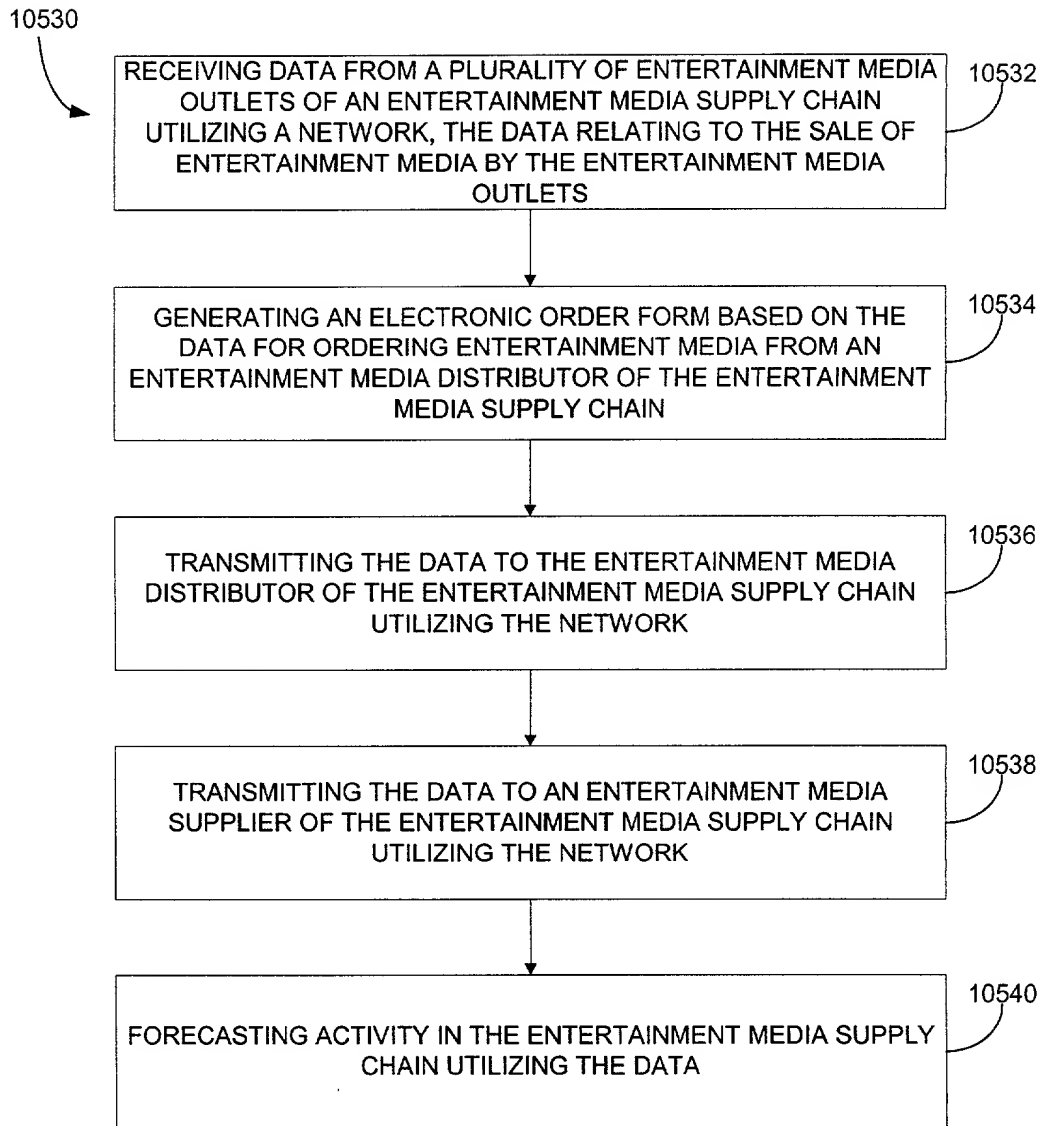 10530
RECEIVING DATA FROM A PLURALITY OF ENTERTAINMENT MEDIA
OUTLETS OF AN ENTERTAINMENT MEDIA SUPPLY CHAIN
UTILIZING A NETWORK, THE DATA RELATING TO THE SALE OF
ENTERTAINMENT MEDIA BY THE ENTERTAINMENT MEDIA
OUTLETS
10532
GENERATING AN ELECTRONIC ORDER FORM BASED ON THE
DATA FOR ORDERING ENTERTAINMENT MEDIA FROM AN
ENTERTAINMENT MEDIA DISTRIBUTOR OF THE ENTERTAINMENT
MEDIA SUPPLY CHAIN
10534
TRANSMITTING THE DATA TO THE ENTERTAINMENT MEDIA
DISTRIBUTOR OF THE ENTERTAINMENT MEDIA SUPPLY CHAIN
UTILIZING THE NETWORK
10536
TRANSMITTING THE DATA TO AN ENTERTAINMENT MEDIA
SUPPLIER OF THE ENTERTAINMENT MEDIA SUPPLY CHAIN
UTILIZING THE NETWORK
10538
FORECASTING ACTIVITY IN THE ENTERTAINMENT MEDIA SUPPLY
CHAIN UTILIZING THE DATA
10540